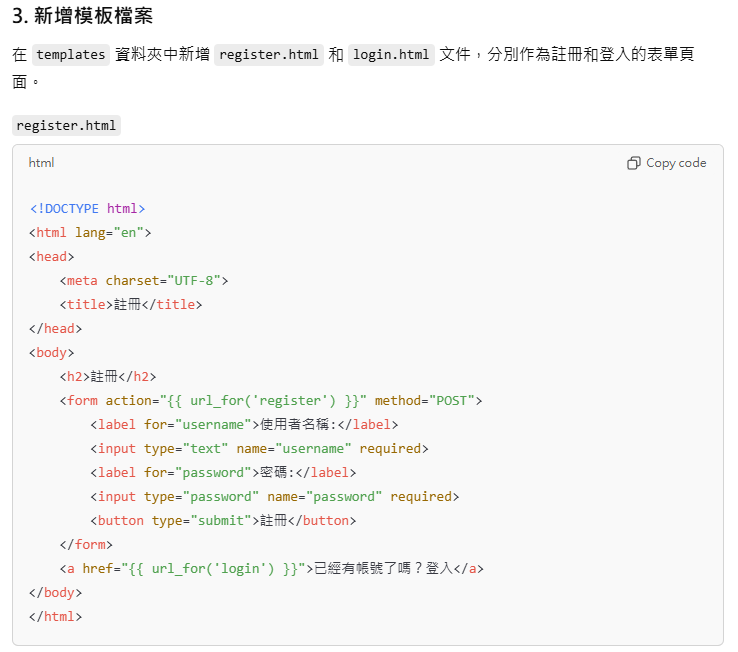 3. 新增模板檔案
在 templates 資料夾中新增 register.html 和 login.html 文件，分別作為註冊和登入的表單頁
面。
register.html
html
Copy code
<!DOCTYPE html>
<html lang="en">
<head>
    <meta charset="UTF-8">
    <title>註冊</title>
</head>
<body>
    <h2>註冊</h2>
    <form action="{{ url_for('register') }}" method="POST">
        <label for="username">使用者名稱:</label>
        <input type="text" name="username" required>
        <label for="password">密碼:</label>
        <input type="password" name="password" required>
        <button type="submit">註冊</button>
    </form>
    <a href="{{ url_for('login') }}">已經有帳號了嗎？登入</a>
</body>
</html>